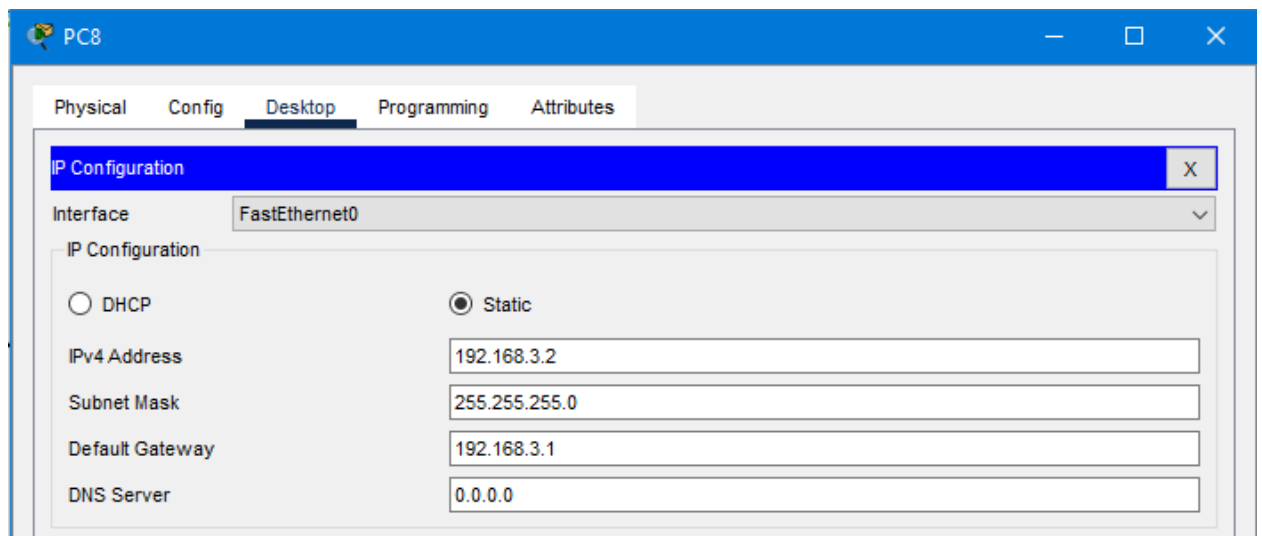 PC8
Physical Config Desktop Programming Attributes
IP Configuration X
Interface FastEthernet0
IP Configuration
DHCP Static
IPv4 Address 192.168.3.2
Subnet Mask 255.255.255.0
Default Gateway 192.168.3.1
DNS Server 0.0.0.0